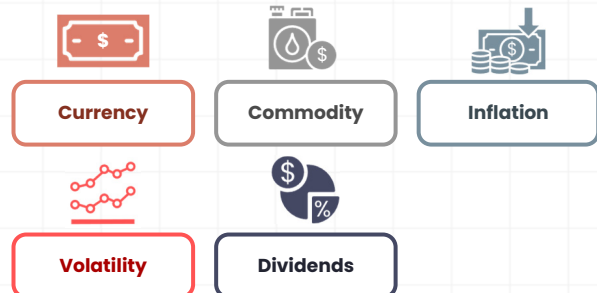 $
$
$
Currency
Commodity
Inflation
$
%
Volatility
Dividends